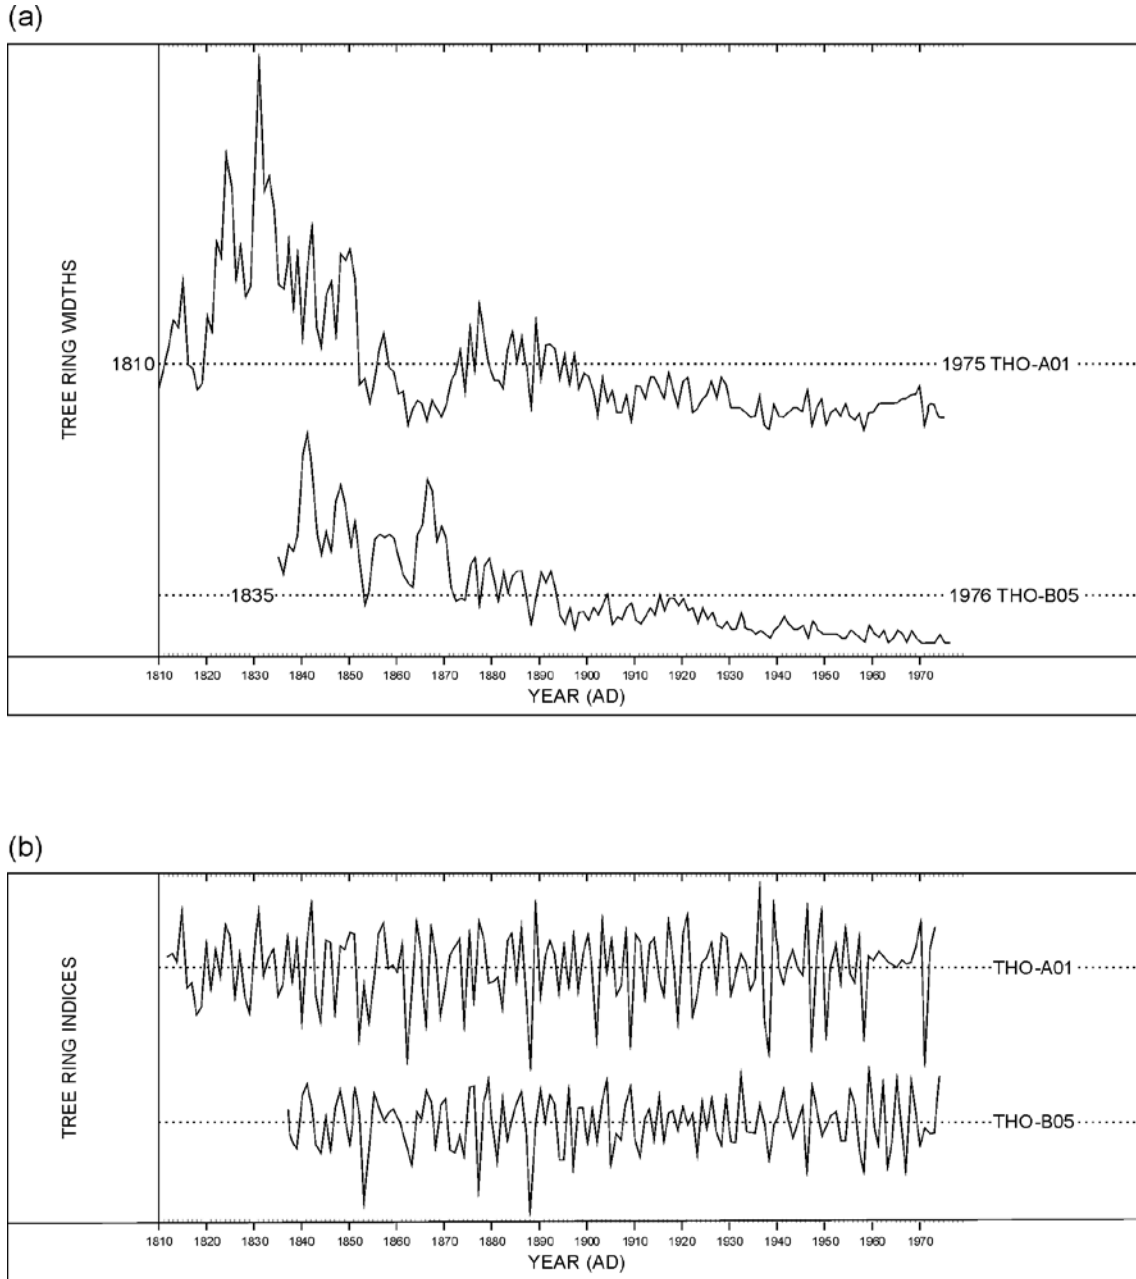 (a)
TREE RING WIDTHS
1810
1975 THO-A01
1835
1976 THO-B05
1810 1820 1830 1840 1850 1860 1870 1880 1890 1900 1910 1920 1930 1940 1950 1960 1970
YEAR (AD)
(b)
TREE RING INDICES
THO-A01
THO-B05
1810 1820 1830 1840 1850 1860 1870 1880 1890 1900 1910 1920 1930 1940 1950 1960 1970
YEAR (AD)